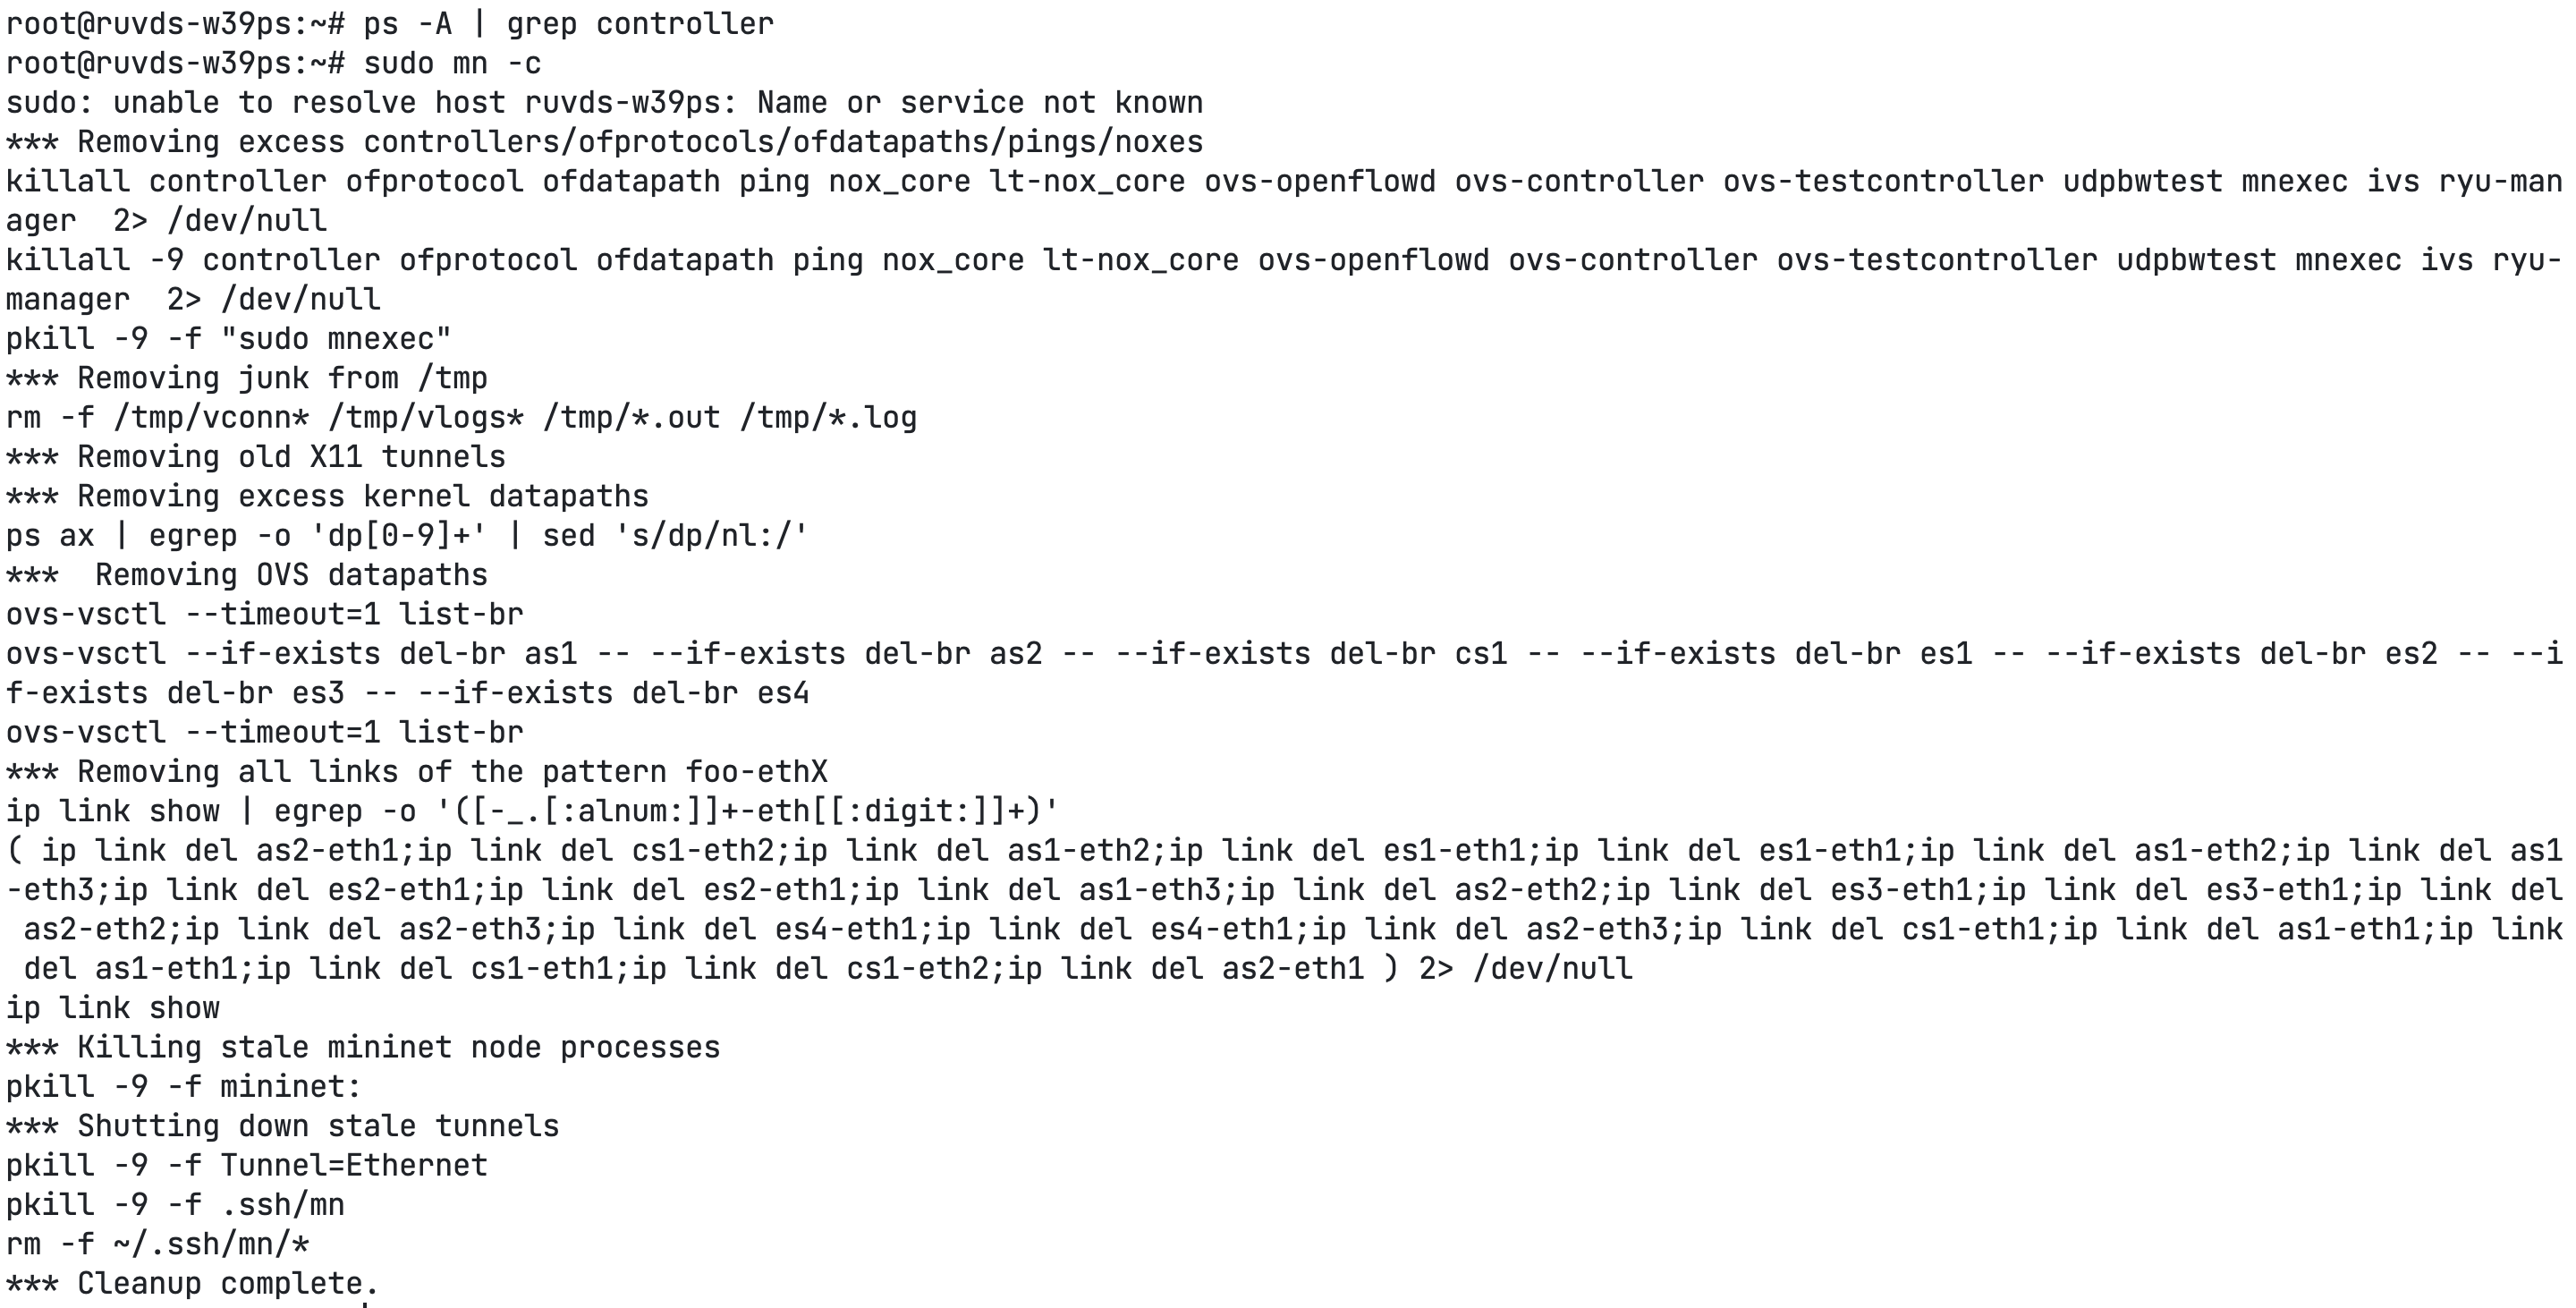 root@ruvds-w39ps:~# ps -A | grep controller
root@ruvds-w39ps:~# sudo mn -c
sudo: unable to resolve host ruvds-w39ps: Name or service not known
*** Removing excess controllers/ofprotocols/ofdatapaths/pings/noxes
killall controller ofprotocol ofdatapath ping nox_core lt-nox_core ovs-openflowd ovs-controller ovs-testcontroller udpbwtest mnexec ivs ryu-man
ager  2> /dev/null
killall -9 controller ofprotocol ofdatapath ping nox_core lt-nox_core ovs-openflowd ovs-controller ovs-testcontroller udpbwtest mnexec ivs ryu-
manager  2> /dev/null
pkill -9 -f "sudo mnexec"
*** Removing junk from /tmp
rm -f /tmp/vconn* /tmp/vlogs* /tmp/*.out /tmp/*.log
*** Removing old X11 tunnels
*** Removing excess kernel datapaths
ps ax | egrep -o 'dp[0-9]+' | sed 's/dp/nl:/'
***  Removing OVS datapaths
ovs-vsctl --timeout=1 list-br
ovs-vsctl --if-exists del-br as1 -- --if-exists del-br as2 -- --if-exists del-br cs1 -- --if-exists del-br es1 -- --if-exists del-br es2 -- --i
f-exists del-br es3 -- --if-exists del-br es4
ovs-vsctl --timeout=1 list-br
*** Removing all links of the pattern foo-ethX
ip link show | egrep -o '([-_.[:alnum:]]+-eth[[:digit:]]+)'
( ip link del as2-eth1;ip link del cs1-eth2;ip link del as1-eth2;ip link del es1-eth1;ip link del es1-eth1;ip link del as1-eth2;ip link del as1
-eth3;ip link del es2-eth1;ip link del es2-eth1;ip link del as1-eth3;ip link del as2-eth2;ip link del es3-eth1;ip link del es3-eth1;ip link del
 as2-eth2;ip link del as2-eth3;ip link del es4-eth1;ip link del es4-eth1;ip link del as2-eth3;ip link del cs1-eth1;ip link del as1-eth1;ip link
 del as1-eth1;ip link del cs1-eth1;ip link del cs1-eth2;ip link del as2-eth1 ) 2> /dev/null
ip link show
*** Killing stale mininet node processes
pkill -9 -f mininet:
*** Shutting down stale tunnels
pkill -9 -f Tunnel=Ethernet
pkill -9 -f .ssh/mn
rm -f ~/.ssh/mn/*
*** Cleanup complete.